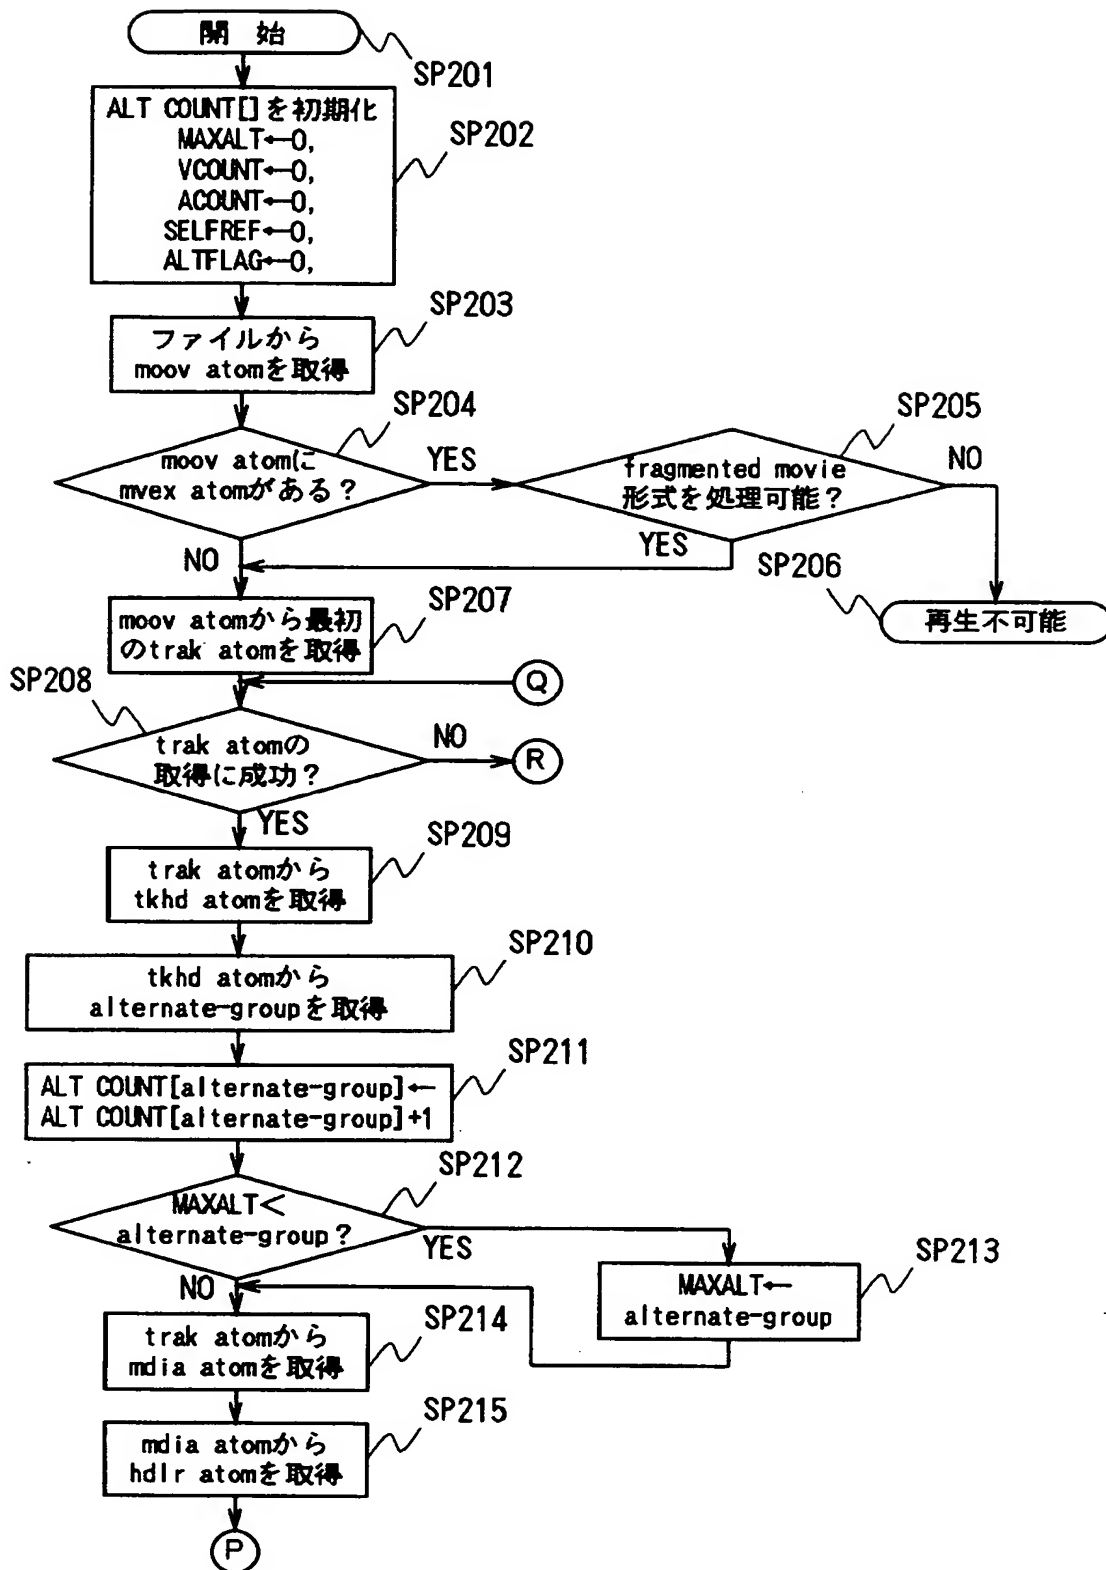 開 始
SP201
ALT COUNT[]を初期化
MAXALT←0,
VCOUNT←0,
ACOUNT←0,
SELFREF←0,
ALTFLAG←0,
SP202
ファイルから
moov atomを取得
SP203
moov atomに
mvex atomがある?
SP204
YES
NO
fragmented movie
形式を処理可能?
SP205
NO
YES
SP206
再生不可能
moov atomから最初
のtrak atomを取得
SP207
Q
SP208
trak atomの
取得に成功?
NO
R
YES
trak atomから
tkhd atomを取得
SP209
tkhd atomから
alternate-groupを取得
SP210
ALT COUNT[alternate-group]←
ALT COUNT[alternate-group]+1
SP211
MAXALT<
alternate-group?
SP212
YES
NO
MAXALT←
alternate-group
SP213
trak atomから
mdia atomを取得
SP214
mdia atomから
hdlr atomを取得
SP215
P